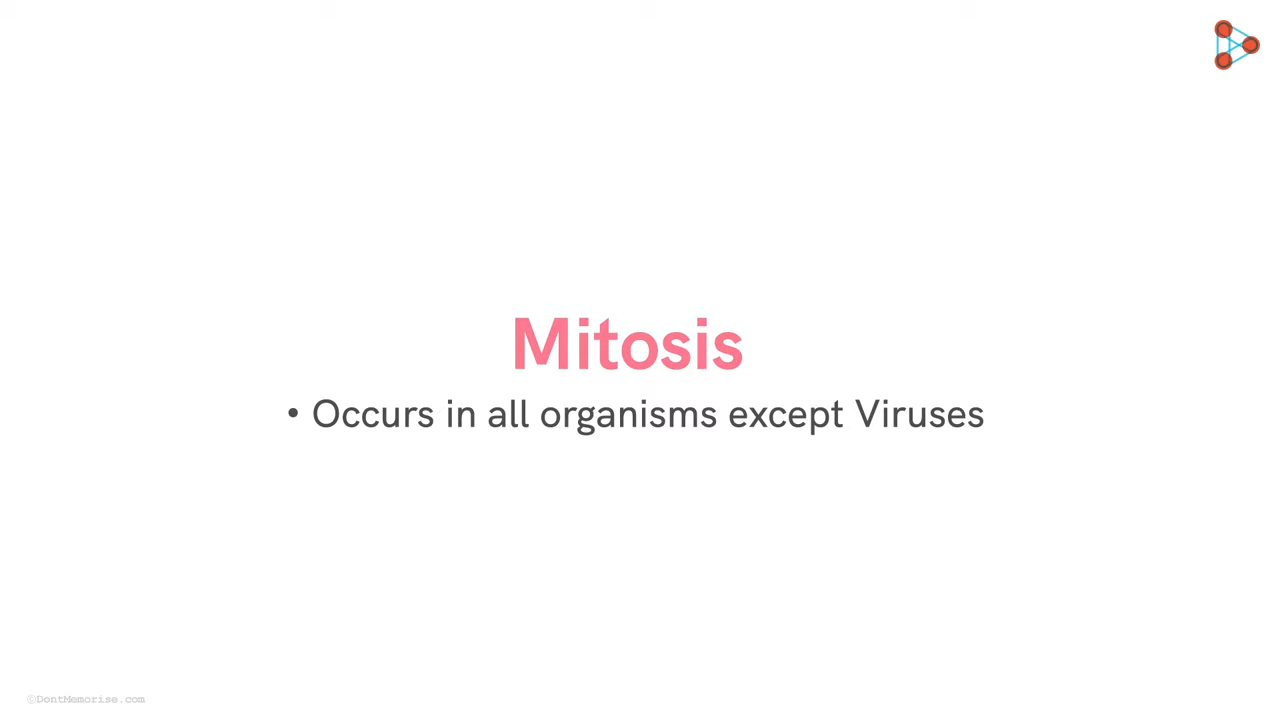 Mitosis
• Occurs in all organisms except Viruses
©DontMemorise.com